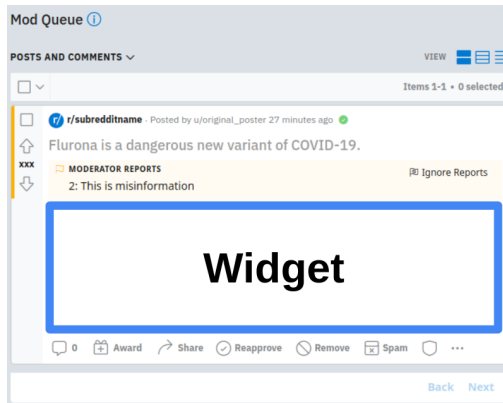 Mod Queue
POSTS AND COMMENTS
VIEW
Items 1-1 • 0 selected
r/ r/subredditname · Posted by u/original_poster 27 minutes ago
Flurona is a dangerous new variant of COVID-19.
xxx
MODERATOR REPORTS
Ignore Reports
2: This is misinformation
Widget
0 Award Share Reapprove Remove Spam ...
Back Next